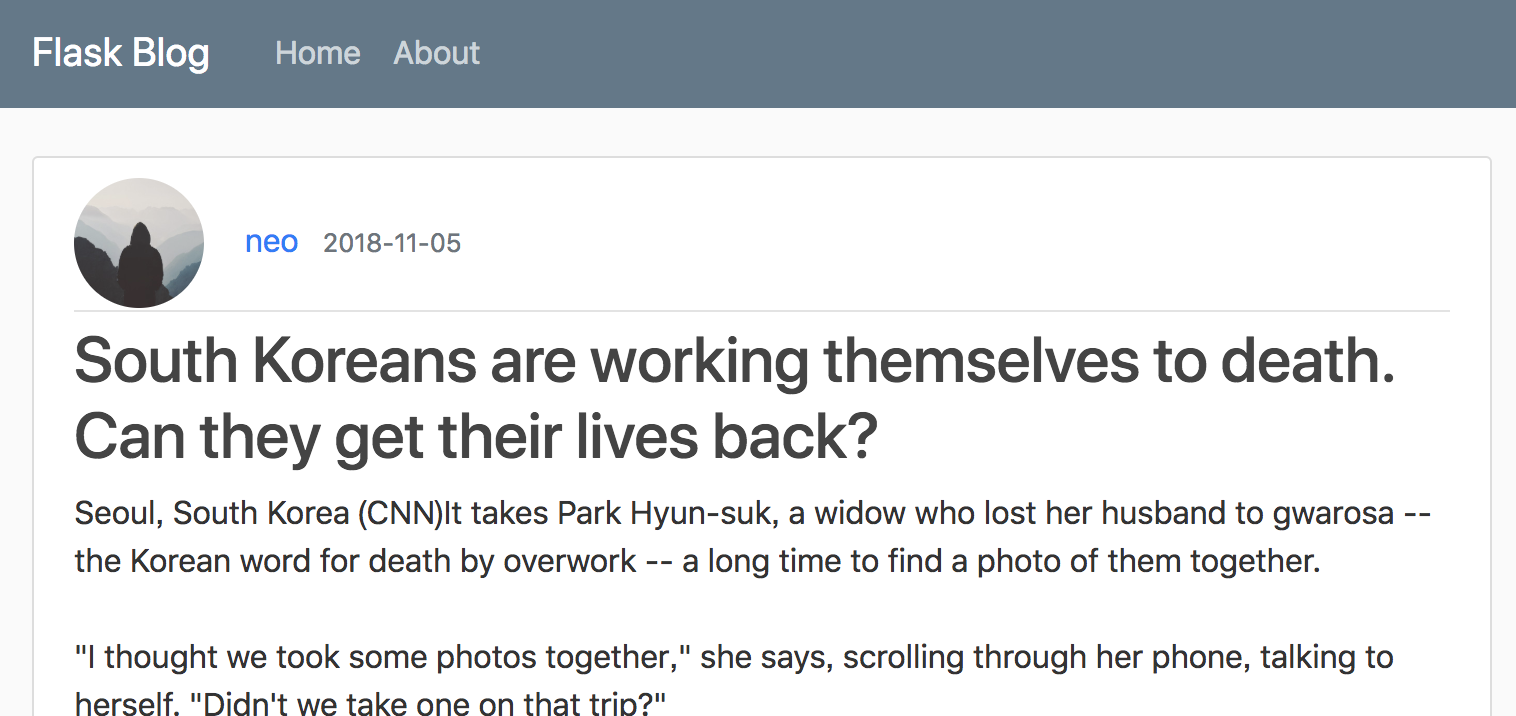 Flask Blog Home About
neo 2018-11-05
South Koreans are working themselves to death.
Can they get their lives back?
Seoul, South Korea (CNN)It takes Park Hyun-suk, a widow who lost her husband to gwarosa --
the Korean word for death by overwork -- a long time to find a photo of them together.
"I thought we took some photos together," she says, scrolling through her phone, talking to
herself. "Didn't we take one on that trip?"